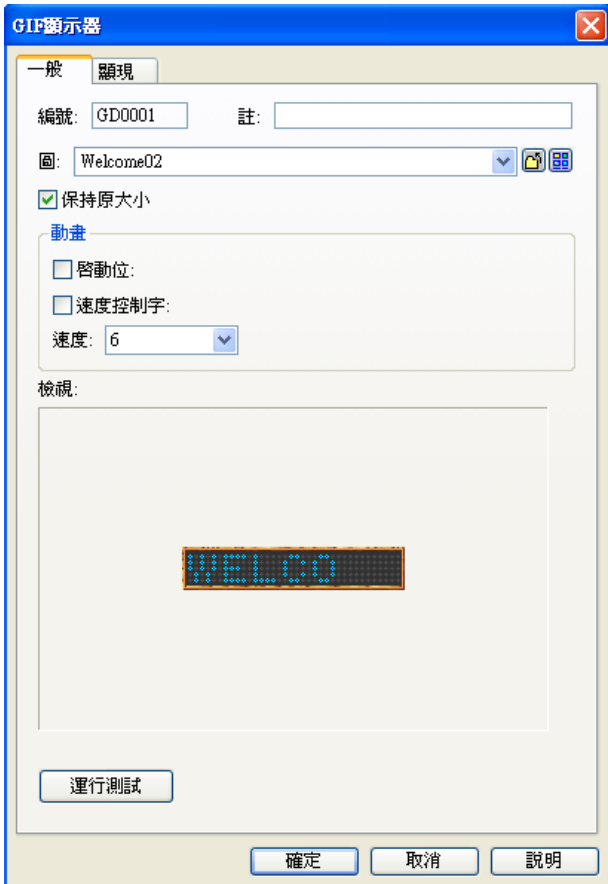 GIF顯示器
一般 顯現
編號: GD0001 註:
圖: Welcome02
保持原大小
動畫
啓動位:
速度控制字:
速度: 6
檢視:
WELCO
運行測試
確定 取消 說明